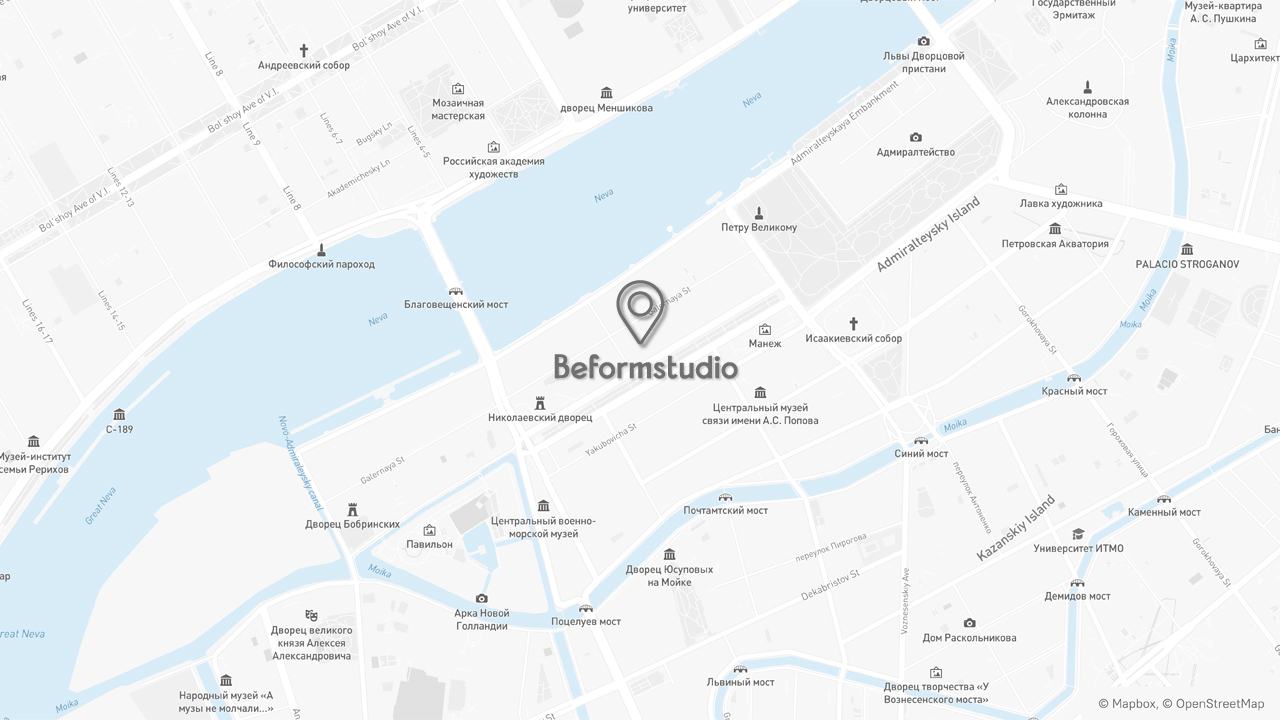 университет
Государственный
Эрмитаж
Музей-квартира
А. С. Пушкина
Bol'shoy Ave of V.I.
Line 8
Андреевский собор
Львы Дворцовой
пристани
Moika
Мозаичная
мастерская
дворец Меншикова
Neva
Admiralteyskaya Embankment
Александровская
колонна
Bol'shoy Ave of V.I.
Line 9
Lines 6-7
Bugsky Ln
Lines 4-5
Российская академия
художеств
Адмиралтейство
Akademichesky Ln
Lines 12-13
Line 8
Neva
Лавка художника
Bol'shoy Ave of V.I.
Петру Великому
Admiralteysky Island
Петровская Акватория
Философский пароход
PALACIO STROGANOV
Благовещенский мост
Galernaya St
Moika
Lines 16-17
Lines 14-15
Neva
Манеж
Исаакиевский собор
Gorokhovaya St
Moika
Beformstudio
Красный мост
Николаевский дворец
Центральный музей
связи имени А.С. Попова
С-189
Moika
Yakubovicha St
Синий мост
Гороховая улица
Музей-институт
семьи Рерихов
Novo-Admiralteysky canal
Galernaya St
Great Neva
Дворец Бобринских
Центральный военно-
морской музей
Почтамтский мост
переулок Антоненко
Каменный мост
Павильон
Kazanskiy Island
Университет ИТМО
переулок Пирогова
Gorokhovaya St
Moika
Дворец Юсуповых
на Мойке
Dekabristov St
Voznesenskiy Ave
Демидов мост
Арка Новой
Голландии
Поцелуев мост
Дворец великого
князя Алексея
Александровича
Дом Раскольникова
Львиный мост
Дворец творчества «У
Вознесенского моста»
Народный музей «А
музы не молчали...»
Moika
© Mapbox, © OpenStreetMap